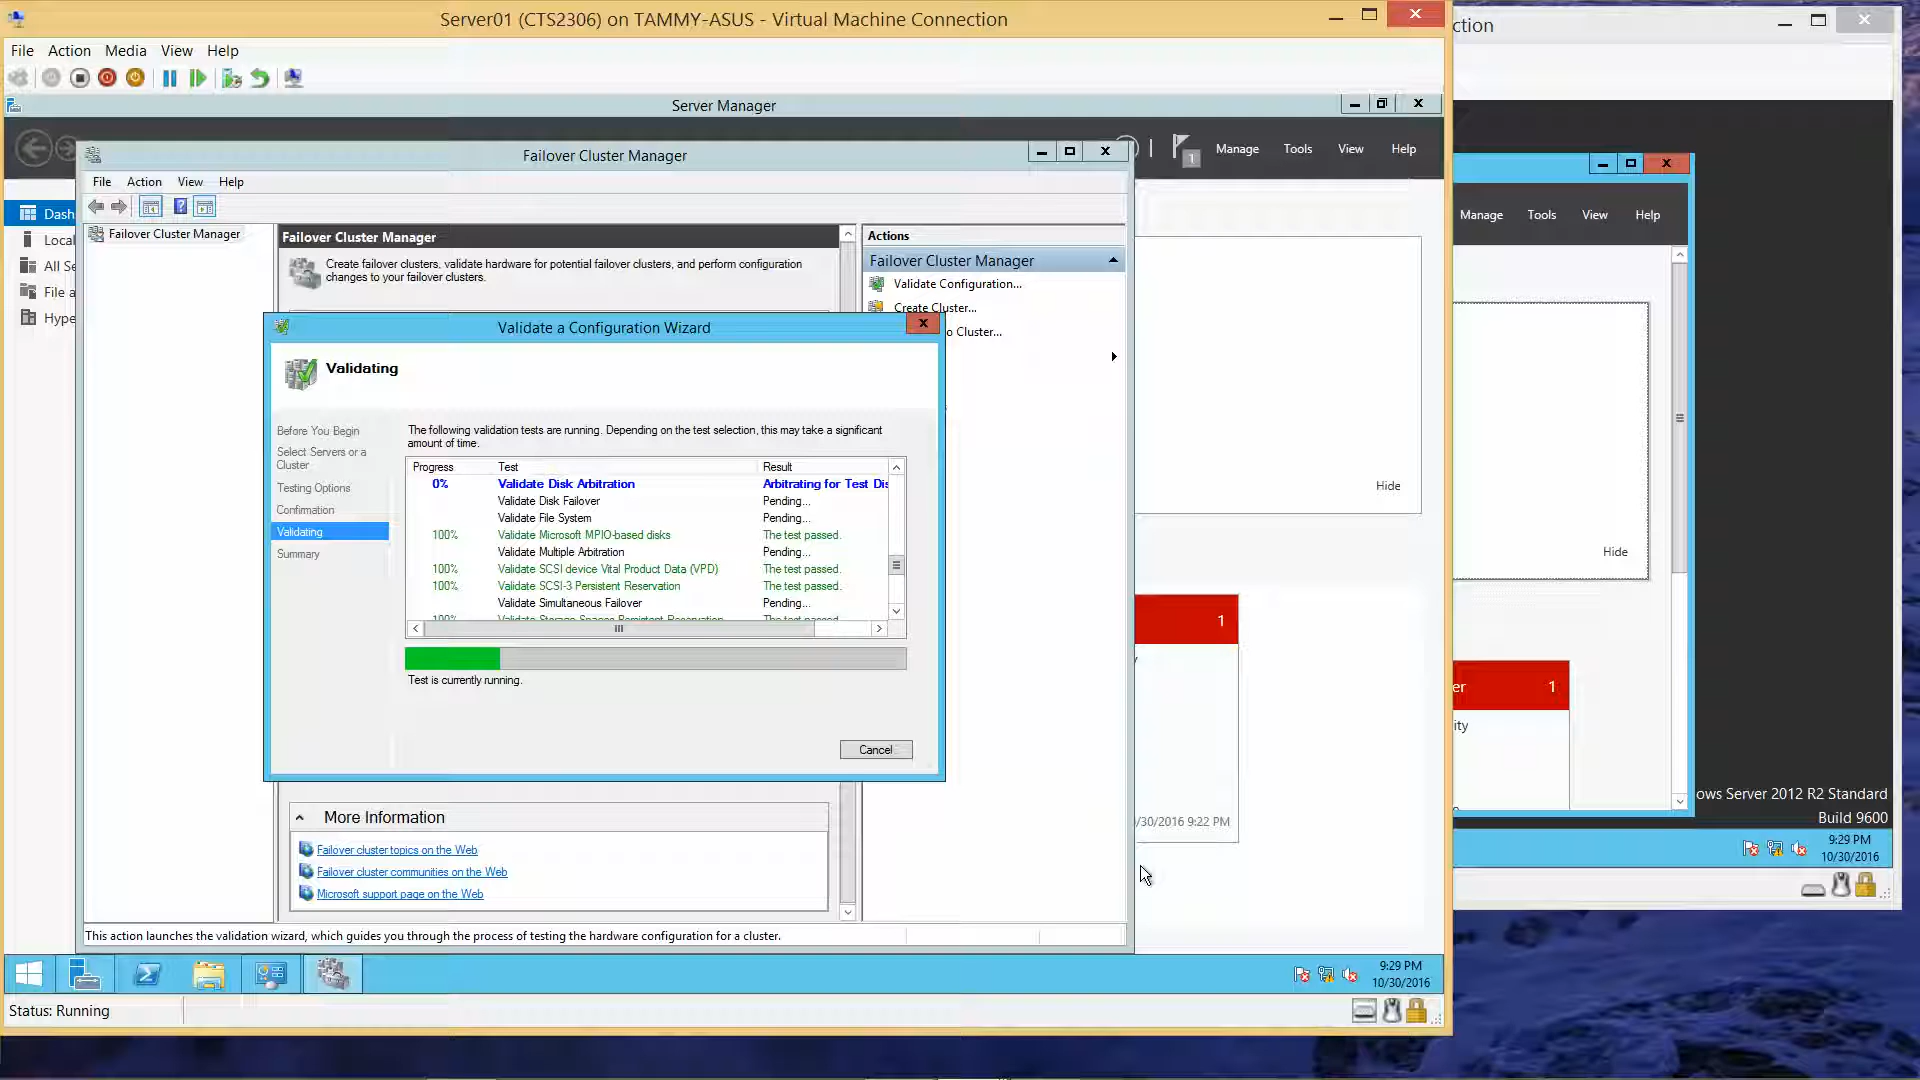 Server01 (CTS2306) on TAMMY-ASUS - Virtual Machine Connection
ction
File Action Media View Help
Server Manager
Manage Tools View Help
1
Failover Cluster Manager
File Action View Help
Manage Tools View Help
Dash
Loca
All Se
File a
Hype
Failover Cluster Manager
Failover Cluster Manager
Create failover clusters, validate hardware for potential failover clusters, and perform configuration
changes to your failover clusters.
Actions
Failover Cluster Manager
Validate Configuration...
Create Cluster...
o Cluster...
Validate a Configuration Wizard
Validating
Before You Begin
Select Servers or a
Cluster
Testing Options
Confirmation
Validating
Summary
The following validation tests are running. Depending on the test selection, this may take a significant
amount of time.
Progress Test Result
0% Validate Disk Arbitration Arbitrating for Test Dis
Validate Disk Failover Pending...
Validate File System Pending...
100% Validate Microsoft MPIO-based disks The test passed.
Validate Multiple Arbitration Pending...
100% Validate SCSI device Vital Product Data (VPD) The test passed.
100% Validate SCSI-3 Persistent Reservation The test passed.
Validate Simultaneous Failover Pending...
100% Validate Storage Spaces Persistent Reservation The test passed.
Test is currently running.
Cancel
Hide
Hide
1
/30/2016 9:22 PM
er 1
ity
More Information
Failover cluster topics on the Web
Failover cluster communities on the Web
Microsoft support page on the Web
This action launches the validation wizard, which guides you through the process of testing the hardware configuration for a cluster.
ows Server 2012 R2 Standard
Build 9600
9:29 PM
10/30/2016
9:29 PM
10/30/2016
Status: Running